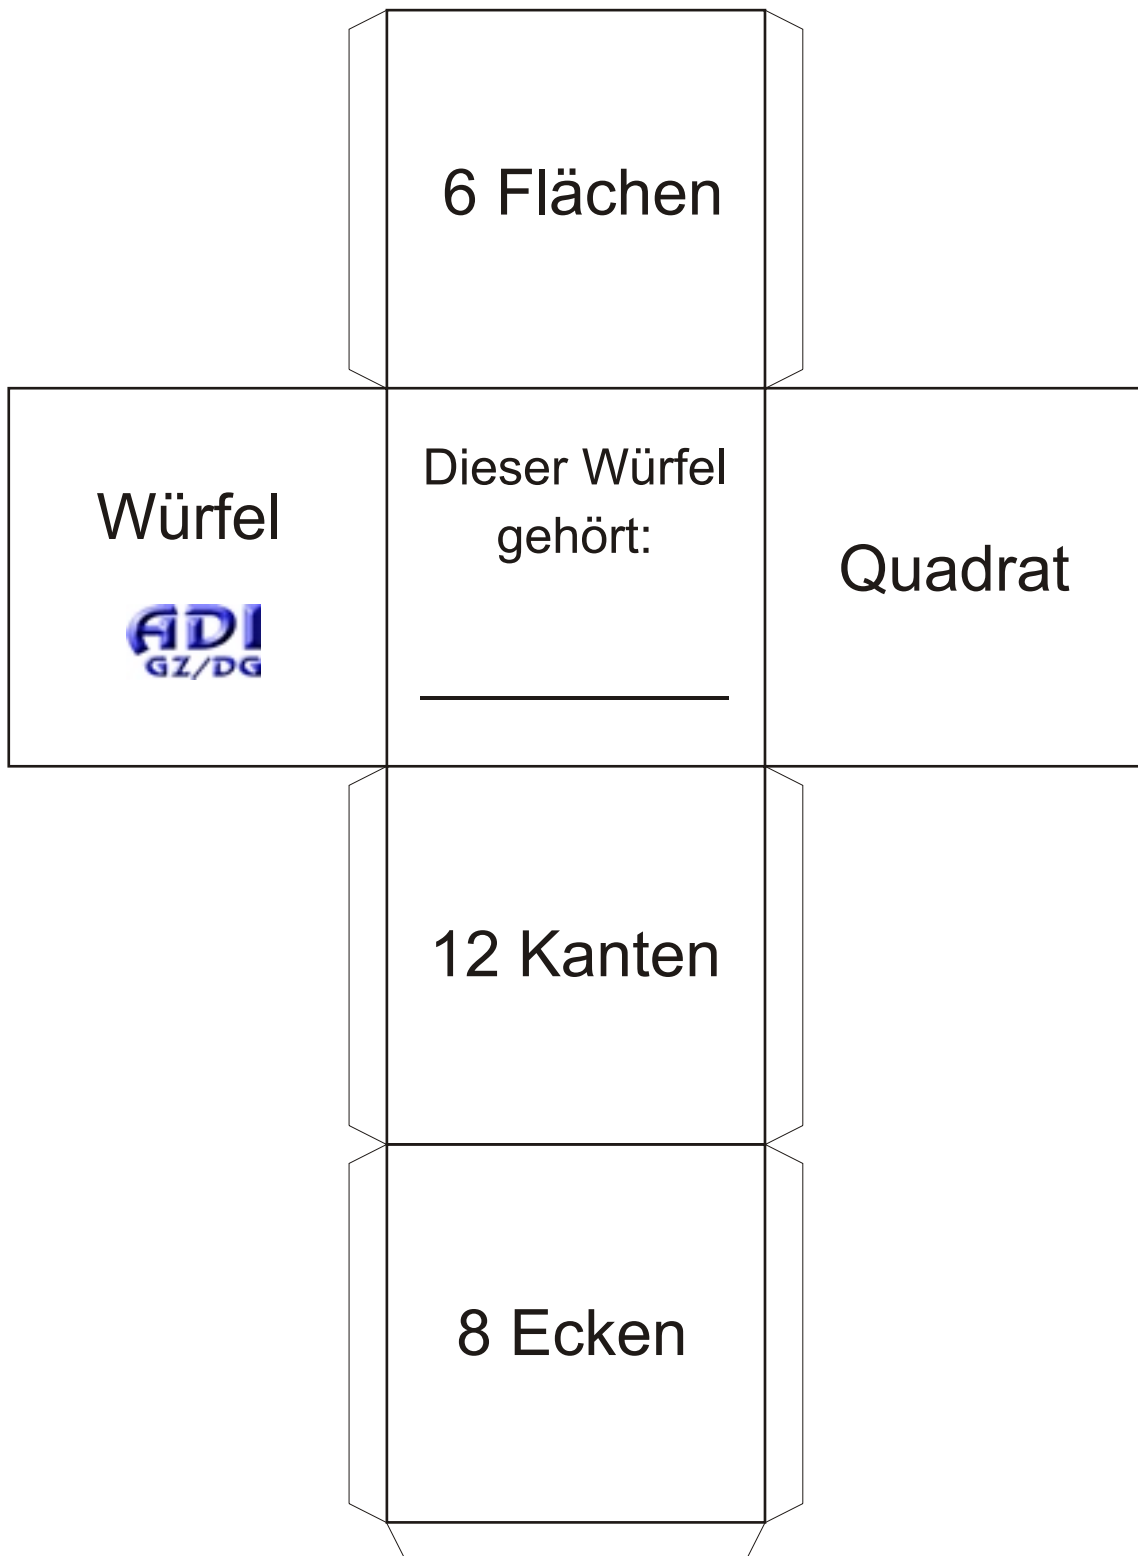 6 Flächen
Würfel
ADI
GZ/DG
Dieser Würfel
gehört:
Quadrat
12 Kanten
8 Ecken